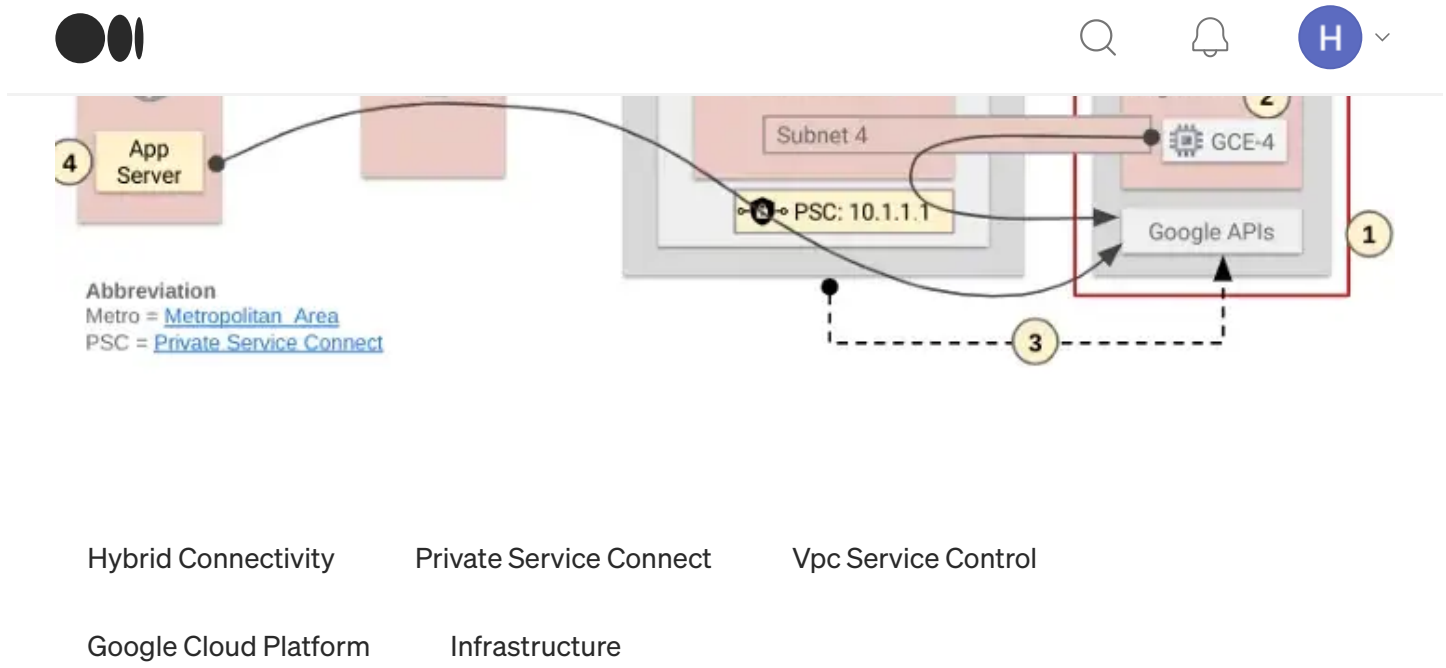 H
2
Subnet 4
GCE-4
4
App
Server
PSC: 10.1.1.1
Google APIs
1
Abbreviation
Metro = Metropolitan Area
PSC = Private Service Connect
3
Hybrid Connectivity
Private Service Connect
Vpc Service Control
Google Cloud Platform
Infrastructure